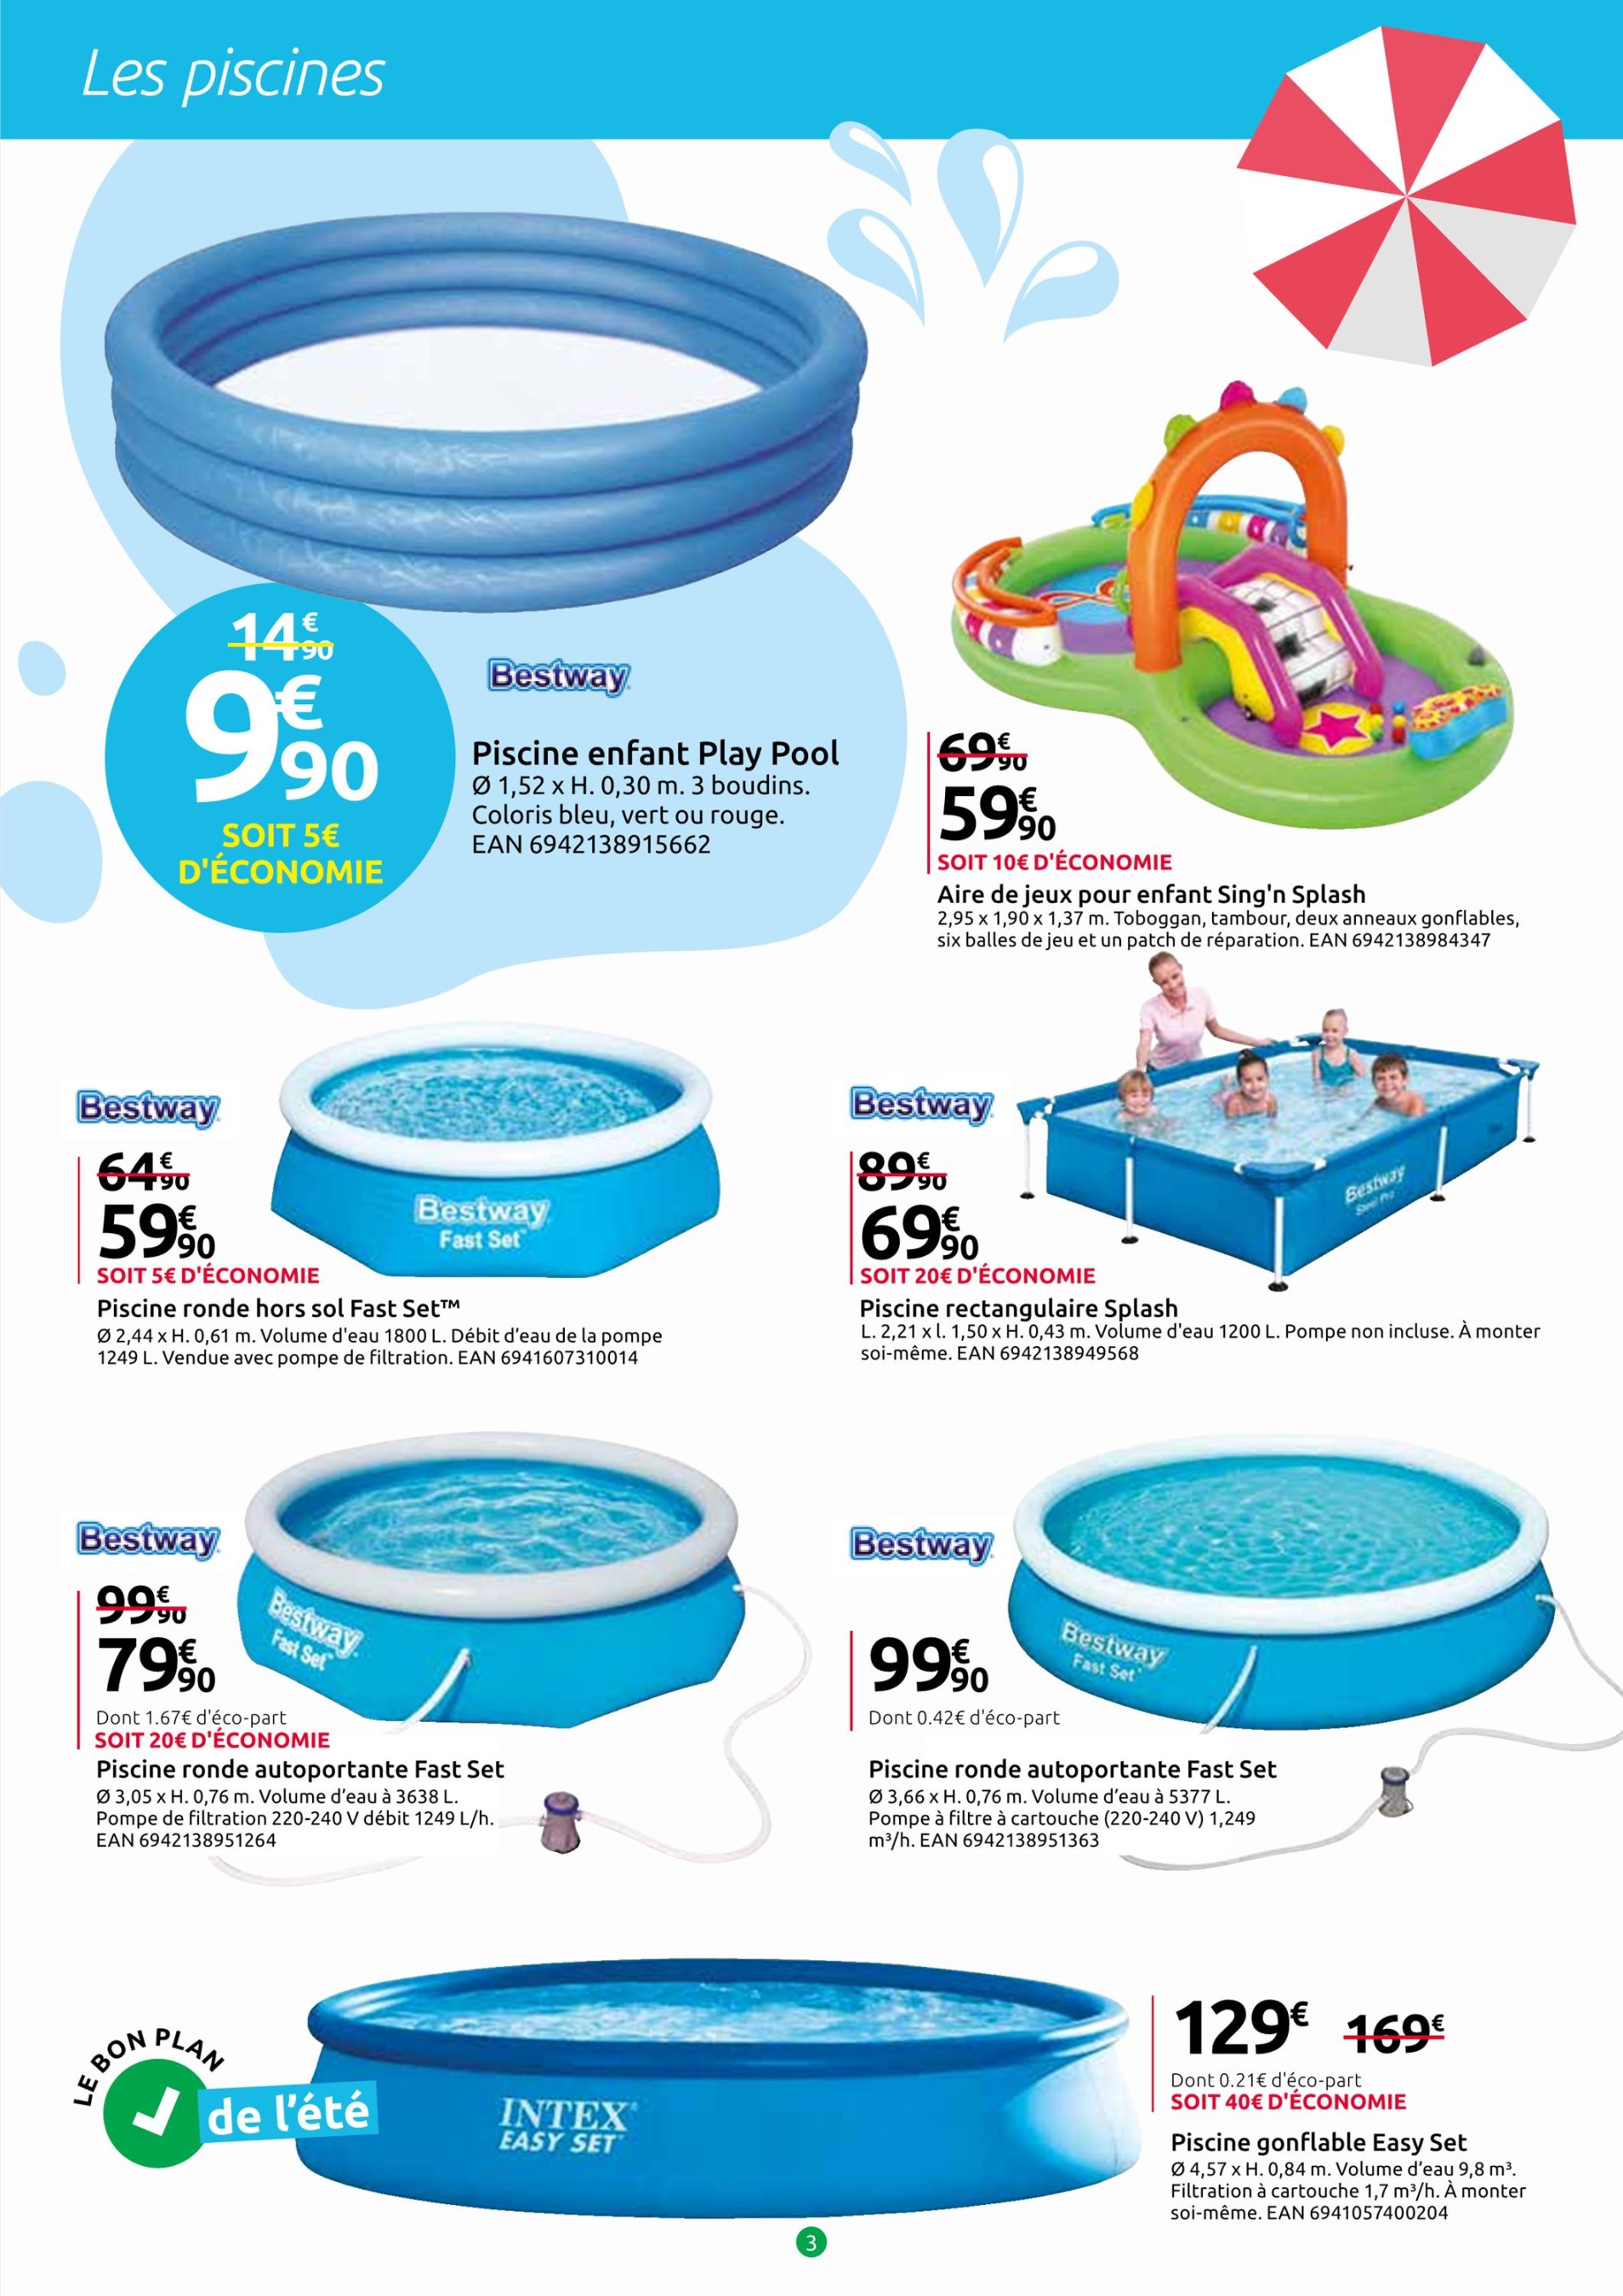 Les piscines
14€90
9€90
SOIT 5€
D'ÉCONOMIE
Bestway
Piscine enfant Play Pool
Ø 1,52 x H. 0,30 m. 3 boudins.
Coloris bleu, vert ou rouge.
EAN 6942138915662
69€90
59€90
SOIT 10€ D'ÉCONOMIE
Aire de jeux pour enfant Sing'n Splash
2,95 x 1,90 x 1,37 m. Toboggan, tambour, deux anneaux gonflables,
six balles de jeu et un patch de réparation. EAN 6942138984347
Bestway
64€90
59€90
SOIT 5€ D'ÉCONOMIE
Bestway
Fast Set™
Piscine ronde hors sol Fast Set™
Ø 2,44 x H. 0,61 m. Volume d'eau 1800 L. Débit d’eau de la pompe
1249 L. Vendue avec pompe de filtration. EAN 6941607310014
Bestway
89€90
69€90
SOIT 20€ D'ÉCONOMIE
Bestway
Steel Pro
Piscine rectangulaire Splash
L. 2,21 x l. 1,50 x H. 0,43 m. Volume d'eau 1200 L. Pompe non incluse. À monter
soi-même. EAN 6942138949568
Bestway
99€90
79€90
Bestway
Fast Set™
Dont 1.67€ d'éco-part
SOIT 20€ D'ÉCONOMIE
Piscine ronde autoportante Fast Set
Ø 3,05 x H. 0,76 m. Volume d’eau à 3638 L.
Pompe de filtration 220-240 V débit 1249 L/h.
EAN 6942138951264
Bestway
99€90
Bestway
Fast Set
Dont 0.42€ d'éco-part
Piscine ronde autoportante Fast Set
Ø 3,66 x H. 0,76 m. Volume d’eau à 5377 L.
Pompe à filtre à cartouche (220-240 V) 1,249
m³/h. EAN 6942138951363
LE BON PLAN
de l’été
INTEX®
EASY SET
129€ 169€
Dont 0.21€ d'éco-part
SOIT 40€ D'ÉCONOMIE
Piscine gonflable Easy Set
Ø 4,57 x H. 0,84 m. Volume d’eau 9,8 m³.
Filtration à cartouche 1,7 m³/h. À monter
soi-même. EAN 6941057400204
3